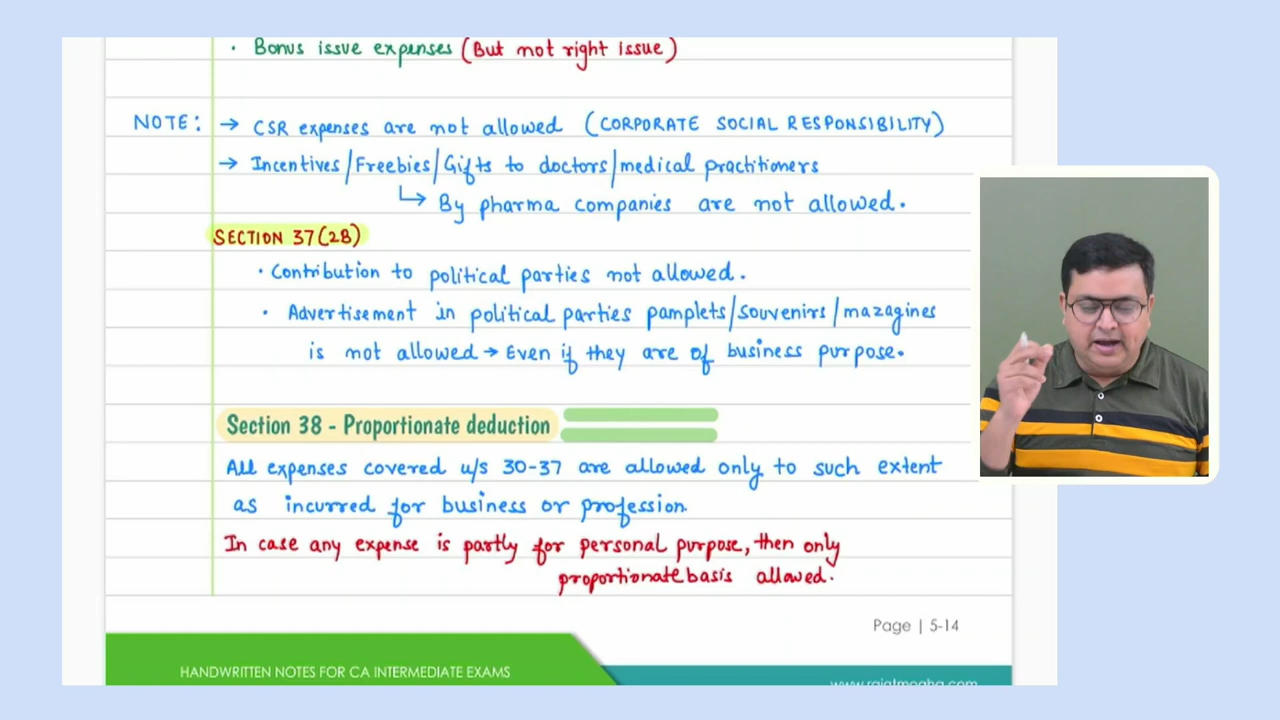 · Bonus issue expenses (But not right issue)
NOTE: → CSR expenses are not allowed (CORPORATE SOCIAL RESPONSIBILITY)
→ Incentives/Freebies/Gifts to doctors/medical practitioners
↳ By pharma companies are not allowed.
SECTION 37(2B)
· Contribution to political parties not allowed.
· Advertisement in political parties pamplets/souvenirs/mazagines
is not allowed → Even if they are of business purpose.
Section 38 - Proportionate deduction
All expenses covered u/s 30-37 are allowed only to such extent
as incurred for business or profession.
In case any expense is partly for personal purpose, then only
proportionate basis allowed.
Page | 5-14
HANDWRITTEN NOTES FOR CA INTERMEDIATE EXAMS
www.rajatmogha.com